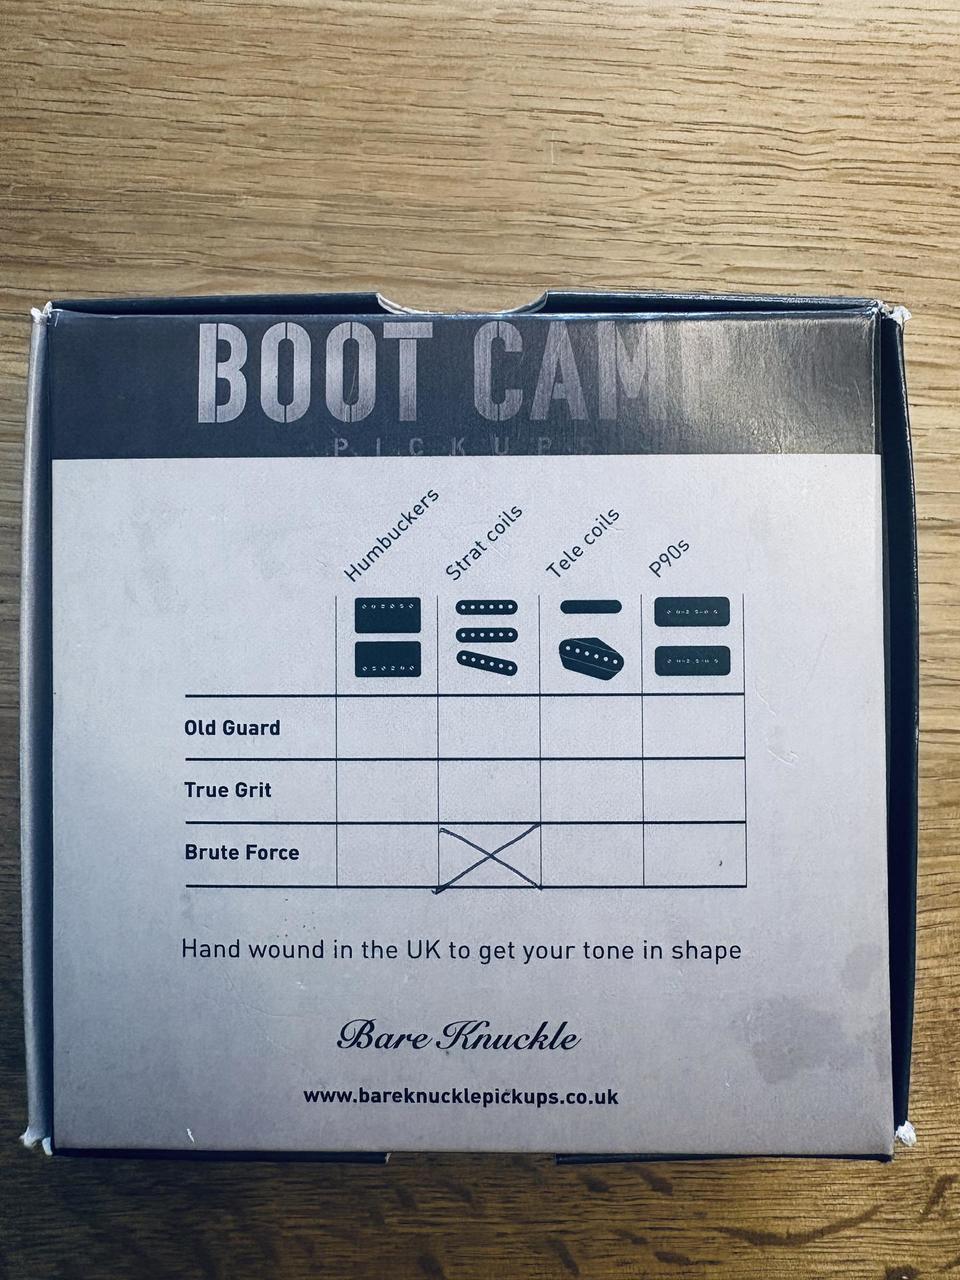 BOOT CAMP
PICKUPS
Humbuckers
Strat coils
Tele coils
P90s
Old Guard
True Grit
Brute Force
Hand wound in the UK to get your tone in shape
Bare Knuckle
www.bareknucklepickups.co.uk